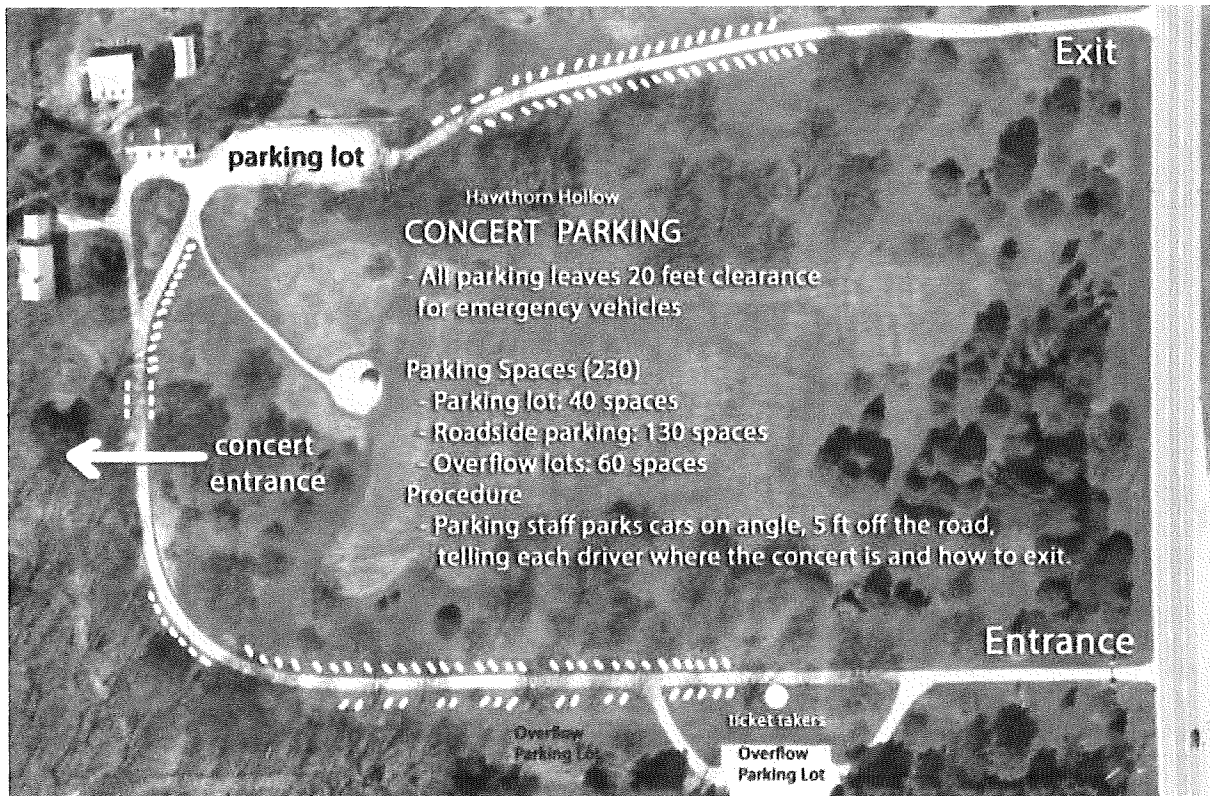 Exit
parking lot
Hawthorn Hollow
CONCERT PARKING
- All parking leaves 20 feet clearance
for emergency vehicles
Parking Spaces (230)
- Parking lot: 40 spaces
- Roadside parking: 130 spaces
- Overflow lots: 60 spaces
Procedure
- Parking staff parks cars on angle, 5 ft off the road,
telling each driver where the concert is and how to exit.
concert
entrance
Entrance
ticket takers
Overflow
Parking Lot
Overflow
Parking Lot